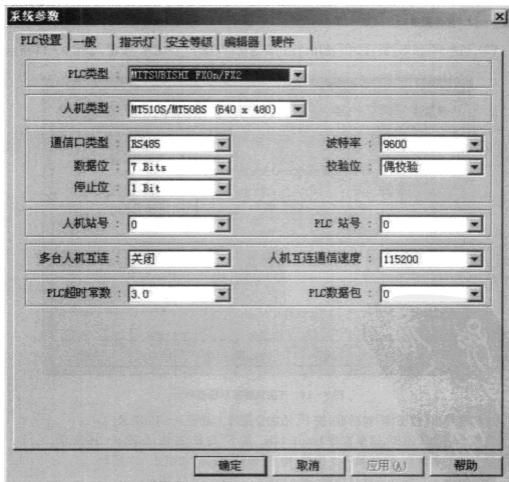 系统参数
PLC设置 一般 指示灯 安全等级 编辑器 硬件
PLC类型 : MITSUBISHI FX0n/FX2
人机类型 : MT510S/MT508S (640 x 480)
通信口类型 : RS485 波特率 : 9600
数据位 : 7 Bits 校验位 : 偶校验
停止位 : 1 Bit
人机站号 : 0 PLC 站号 : 0
多台人机互连 : 关闭 人机互连通信速度 : 115200
PLC超时常数 : 3.0 PLC数据包 : 0
确定 取消 应用(A) 帮助